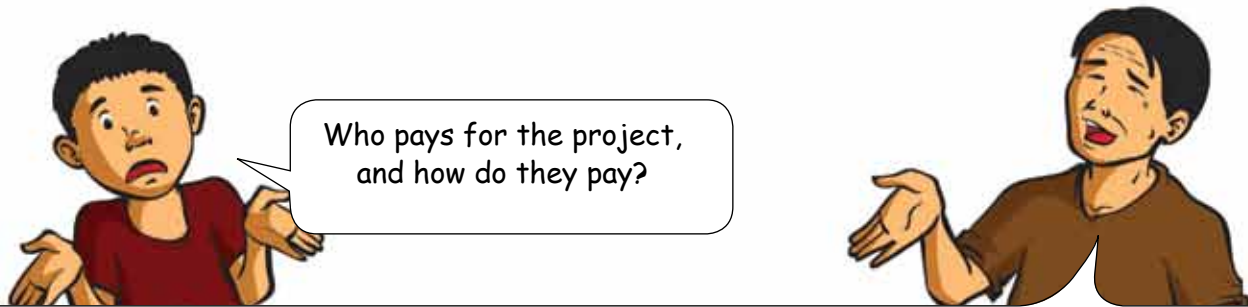 Who pays for the project,
and how do they pay?